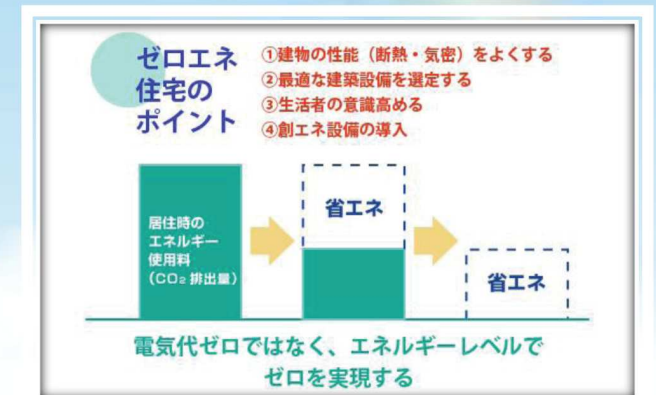 ゼロエネ
住宅の
ポイント
①建物の性能（断熱・気密）をよくする
②最適な建築設備を選定する
③生活者の意識高める
④創エネ設備の導入
居住時の
エネルギー
使用料
（CO₂ 排出量）
省エネ
省エネ
電気代ゼロではなく、エネルギーレベルで
ゼロを実現する